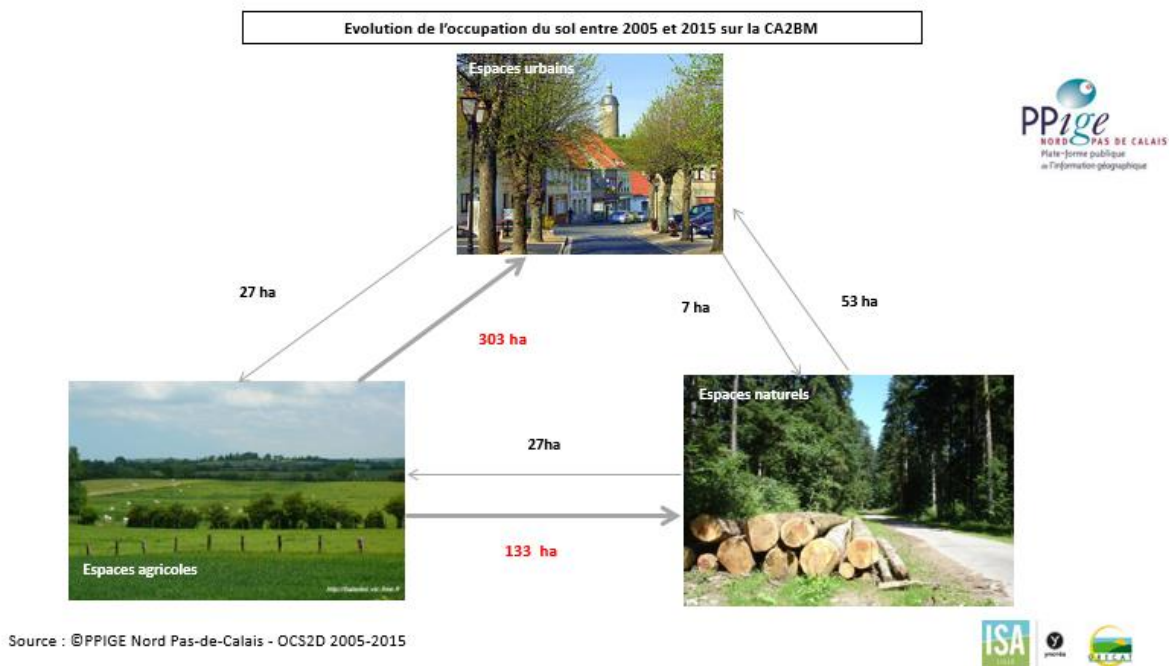 Evolution de l'occupation du sol entre 2005 et 2015 sur la CA2BM
Espaces urbains
PPige
NORD PAS DE CALAIS
Plate-forme publique
de l'information géographique
27 ha
7 ha
53 ha
303 ha
Espaces naturels
27ha
133 ha
Espaces agricoles
Source : ©PPIGE Nord Pas-de-Calais - OCS2D 2005-2015
ISA
LILLE
yncréa